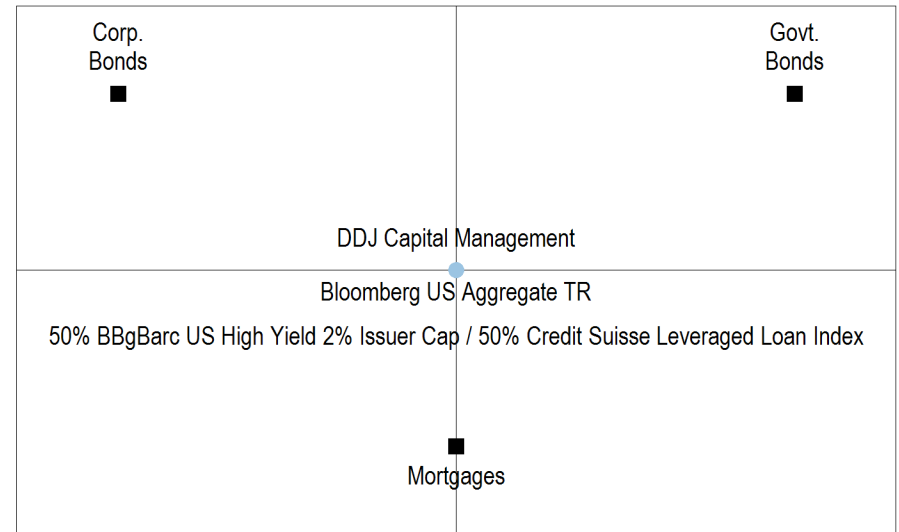 Corp.
Bonds
Govt.
Bonds
DDJ Capital Management
Bloomberg US Aggregate TR
50% BBgBarc US High Yield 2% Issuer Cap / 50% Credit Suisse Leveraged Loan Index
Mortgages